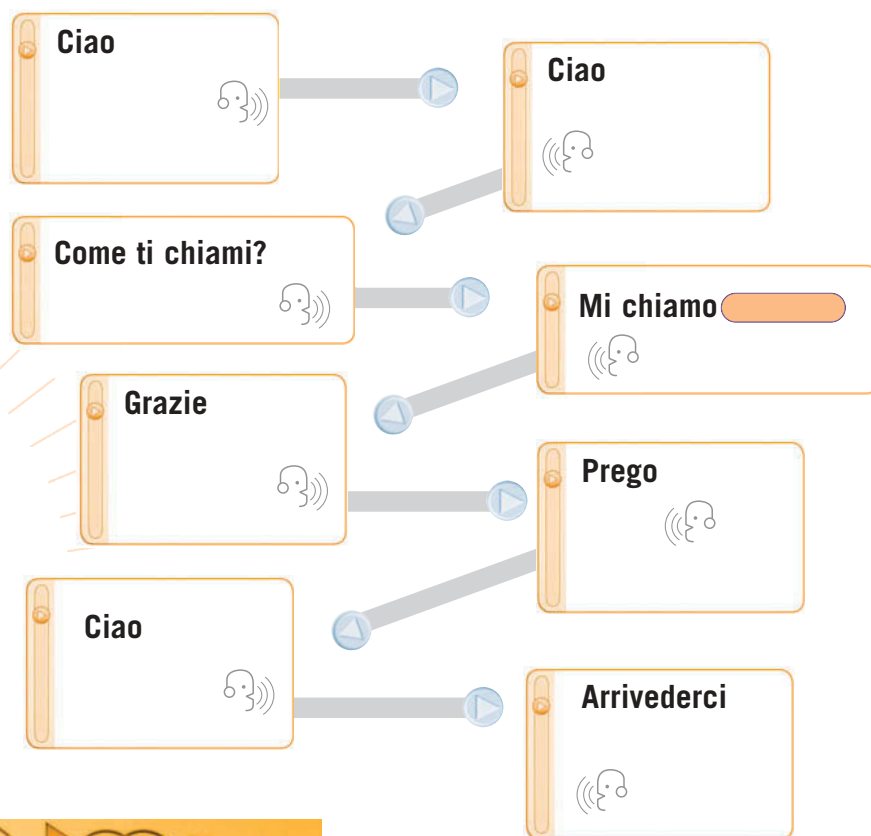 Ciao
Ciao
Come ti chiami?
Mi chiamo
Grazie
Prego
Ciao
Arrivederci